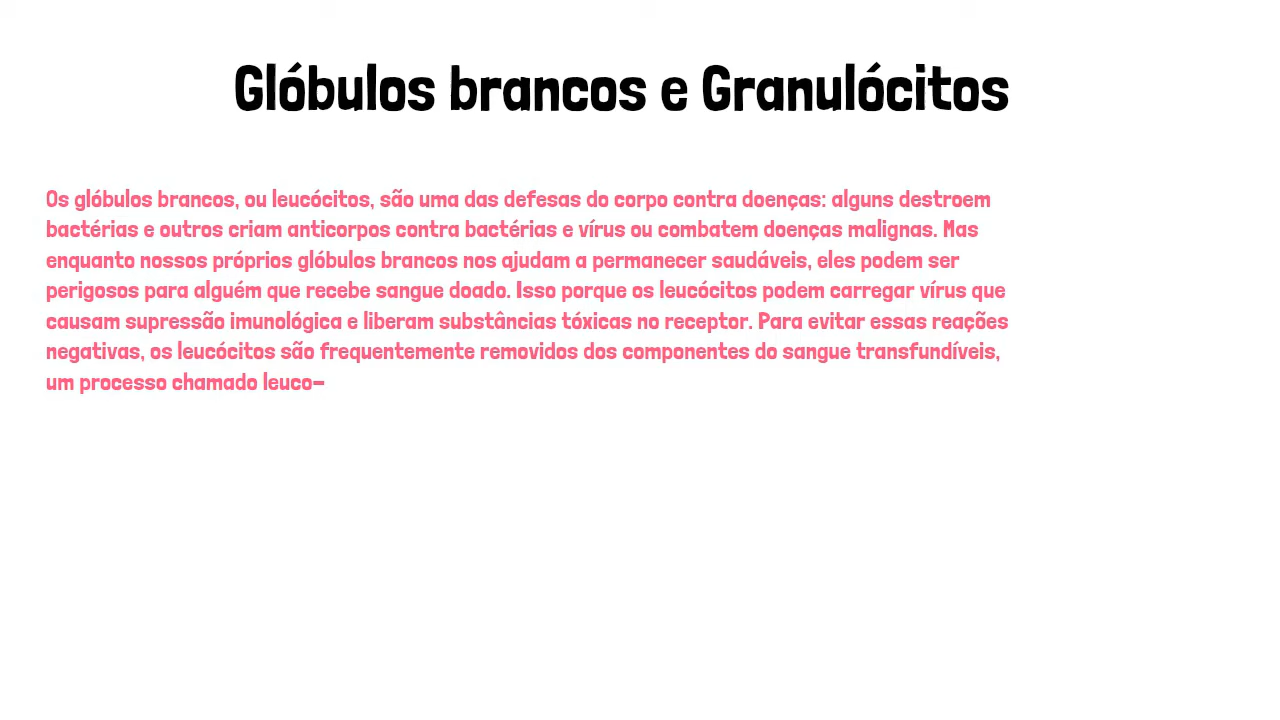 Glóbulos brancos e Granulócitos
Os glóbulos brancos, ou leucócitos, são uma das defesas do corpo contra doenças: alguns destroem
bactérias e outros criam anticorpos contra bactérias e vírus ou combatem doenças malignas. Mas
enquanto nossos próprios glóbulos brancos nos ajudam a permanecer saudáveis, eles podem ser
perigosos para alguém que recebe sangue doado. Isso porque os leucócitos podem carregar vírus que
causam supressão imunológica e liberam substâncias tóxicas no receptor. Para evitar essas reações
negativas, os leucócitos são frequentemente removidos dos componentes do sangue transfundíveis,
um processo chamado leuco-